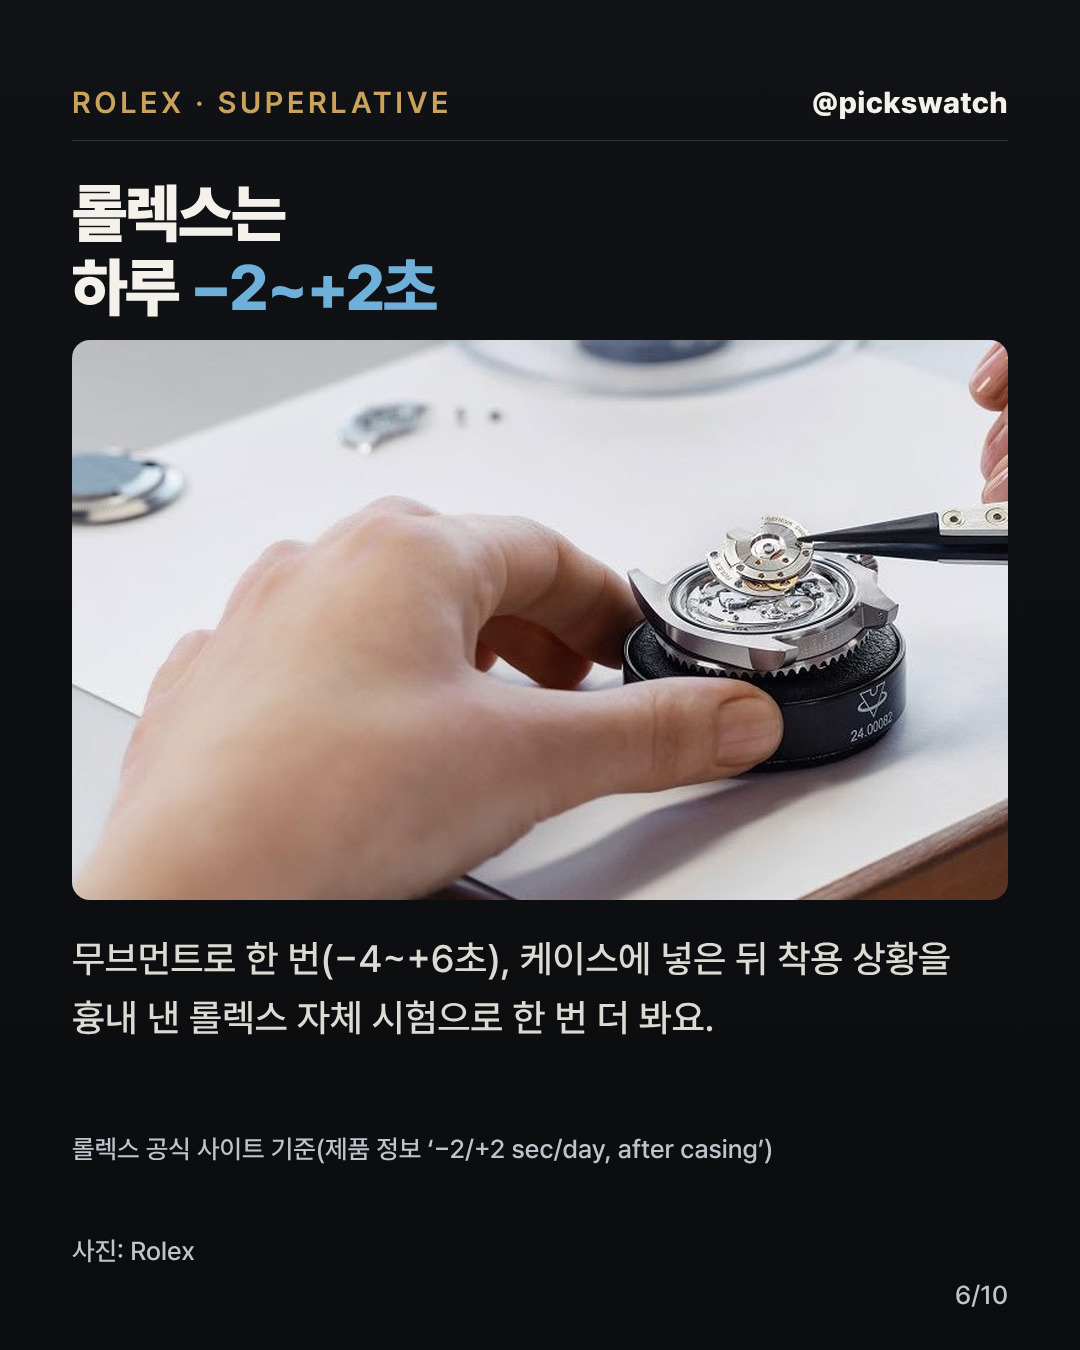 ROLEX · SUPERLATIVE
@pickswatch
롤렉스는
하루 −2~+2초
24.00082
무브먼트로 한 번(−4~+6초), 케이스에 넣은 뒤 착용 상황을
흉내 낸 롤렉스 자체 시험으로 한 번 더 봐요.
롤렉스 공식 사이트 기준(제품 정보 ‘−2/+2 sec/day, after casing’)
사진: Rolex
6/10